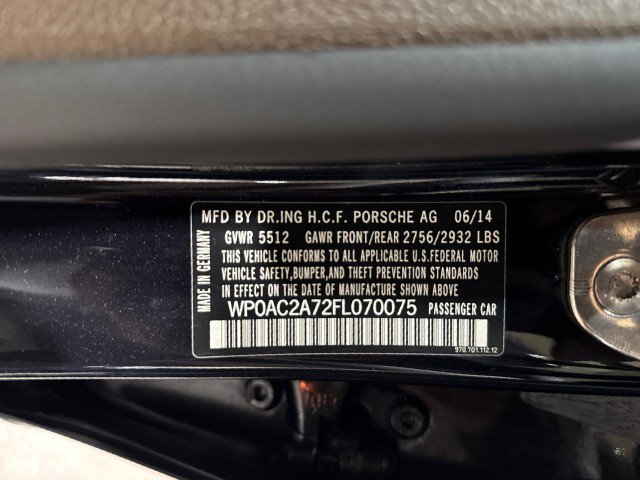 MFD BY DR.ING H.C.F. PORSCHE AG 06/14
GVWR 5512 GAWR FRONT/REAR 2756/2932 LBS
THIS VEHICLE CONFORMS TO ALL APPLICABLE U.S.FEDERAL MOTOR
VEHICLE SAFETY,BUMPER,AND THEFT PREVENTION STANDARDS
IN EFFECT ON THE DATE OF MANUFACTURE SHOWN ABOVE
WP0AC2A72FL070075 PASSENGER CAR
970.701.112.12
MADE IN GERMANY